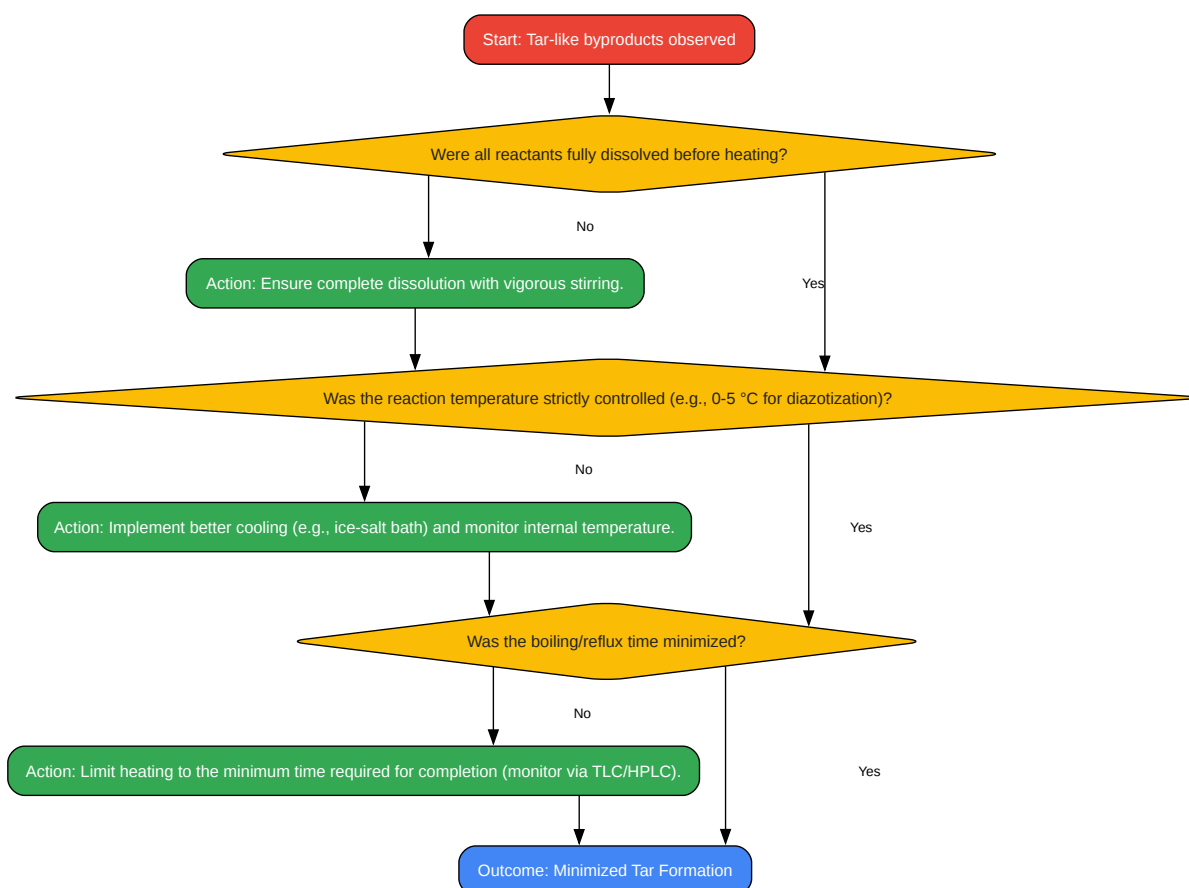 Start: Tar-like byproducts observed
Were all reactants fully dissolved before heating?
No
Action: Ensure complete dissolution with vigorous stirring.
Yes
Was the reaction temperature strictly controlled (e.g., 0-5 °C for diazotization)?
No
Action: Implement better cooling (e.g., ice-salt bath) and monitor internal temperature.
Yes
Was the boiling/reflux time minimized?
No
Action: Limit heating to the minimum time required for completion (monitor via TLC/HPLC).
Yes
Outcome: Minimized Tar Formation